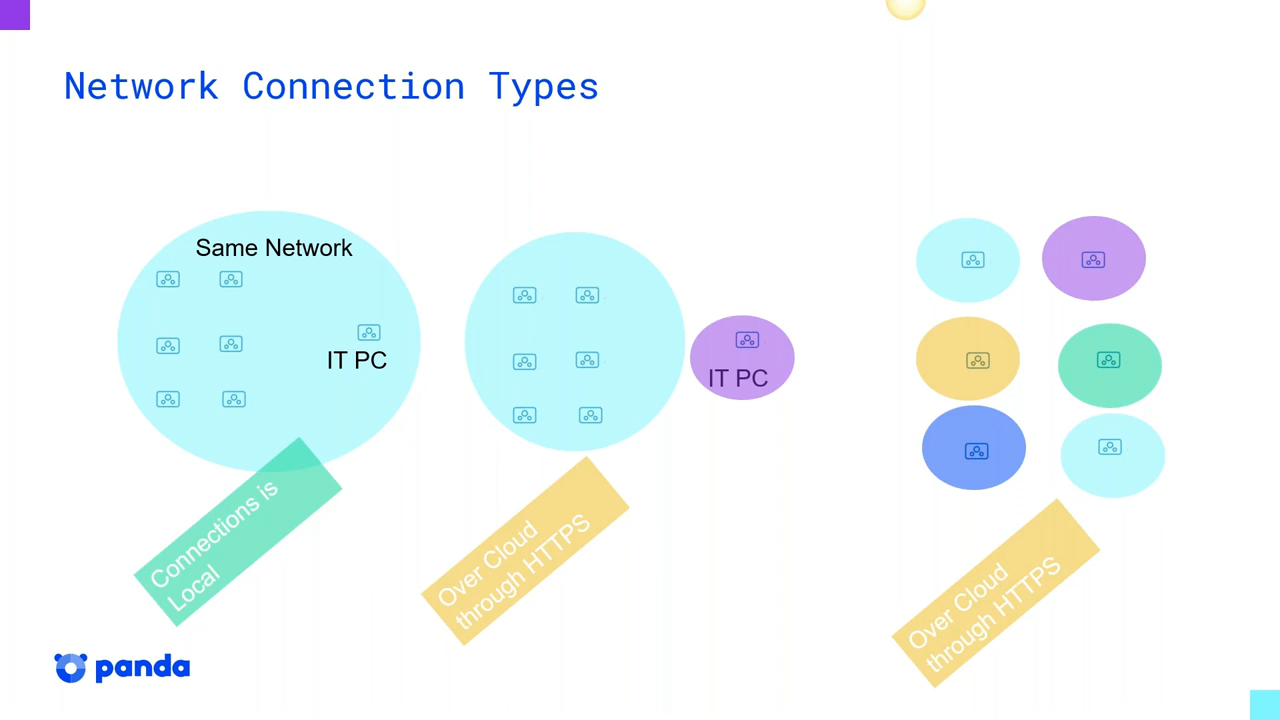 Network Connection Types
Same Network
IT PC
IT PC
Connections is
Local
Over Cloud
through HTTPS
Over Cloud
through HTTPS
panda